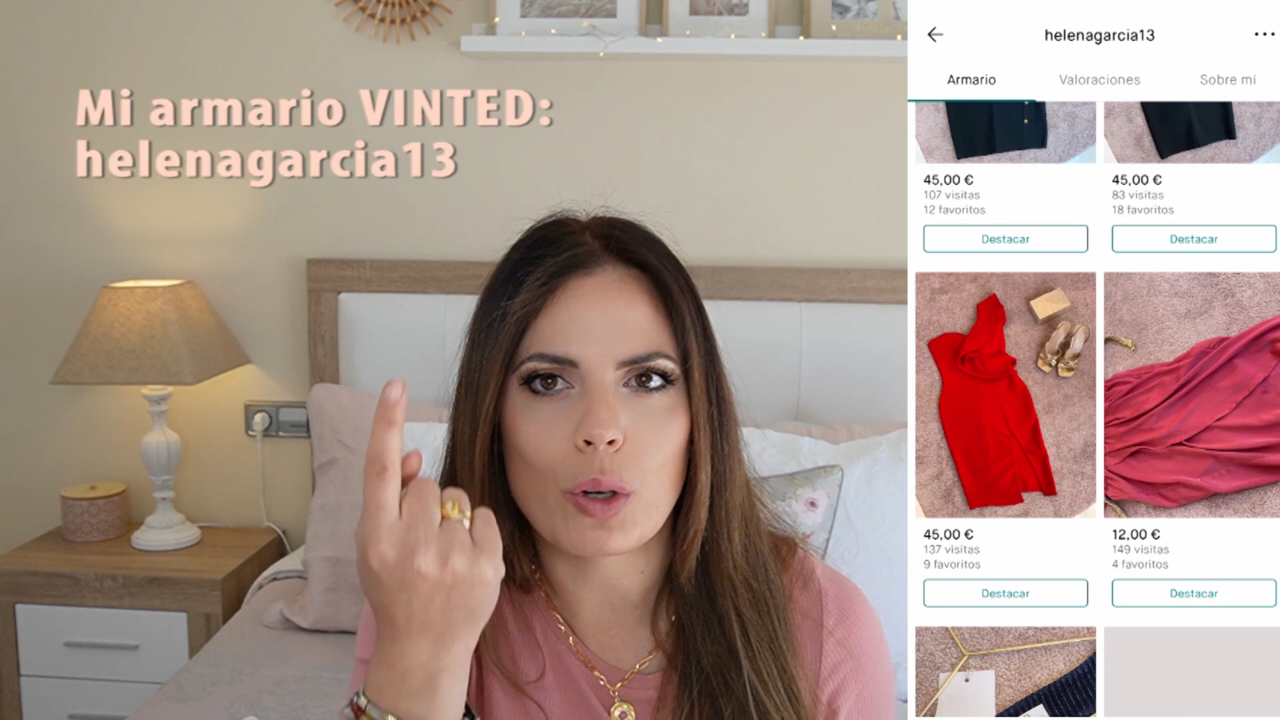 Mi armario VINTED:
helenagarcia13
helenagarcia13
Armario
Valoraciones
Sobre mí
45,00 €
107 visitas
12 favoritos
Destacar
45,00 €
83 visitas
18 favoritos
Destacar
45,00 €
137 visitas
9 favoritos
Destacar
12,00 €
149 visitas
4 favoritos
Destacar